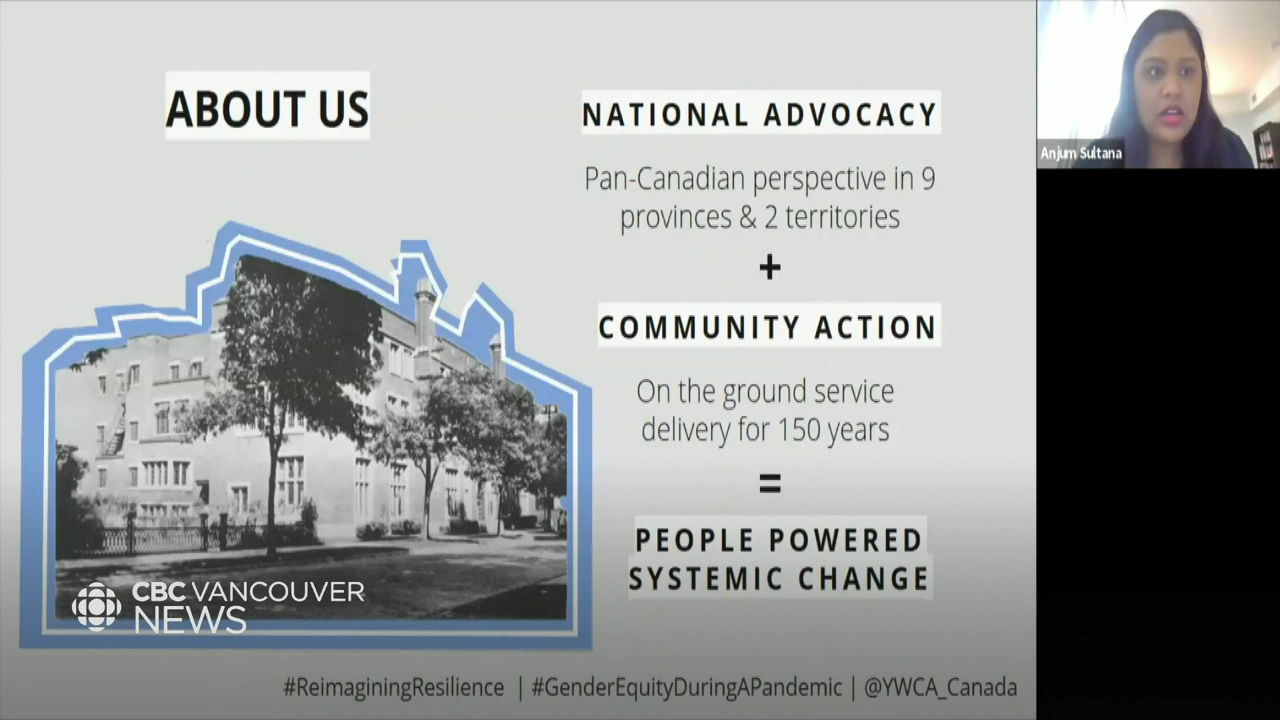 ABOUT US
NATIONAL ADVOCACY
Pan-Canadian perspective in 9
provinces & 2 territories
+
COMMUNITY ACTION
On the ground service
delivery for 150 years
=
PEOPLE POWERED
SYSTEMIC CHANGE
CBC VANCOUVER
NEWS
#ReimaginingResilience | #GenderEquityDuringAPandemic | @YWCA_Canada
Anjum Sultana